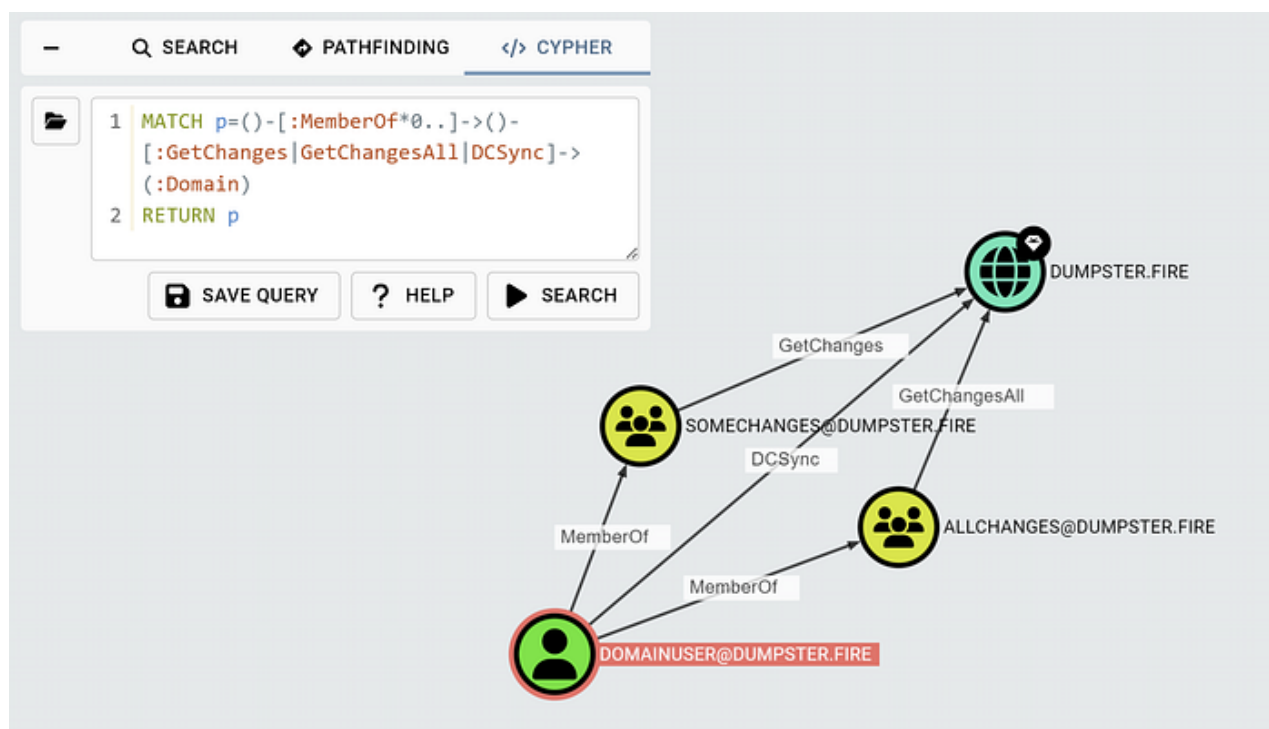 SEARCH PATHFINDING </> CYPHER
1 MATCH p=()-[:MemberOf*0..]->()-
[:GetChanges|GetChangesAll|DCSync]->
(:Domain)
2 RETURN p
SAVE QUERY ? HELP SEARCH
DUMPSTER.FIRE
GetChanges
GetChangesAll
SOMECHANGES@DUMPSTER.FIRE
DCSync
ALLCHANGES@DUMPSTER.FIRE
MemberOf
MemberOf
DOMAINUSER@DUMPSTER.FIRE